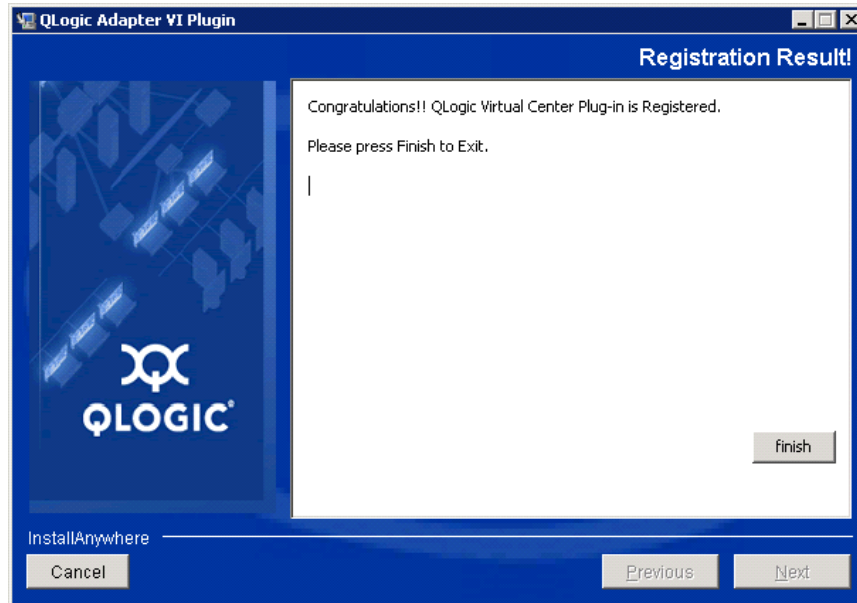 QLogic Adapter VI Plugin
Registration Result!
Congratulations!! QLogic Virtual Center Plug-in is Registered.
Please press Finish to Exit.
QLOGIC®
finish
InstallAnywhere
Cancel
Previous
Next